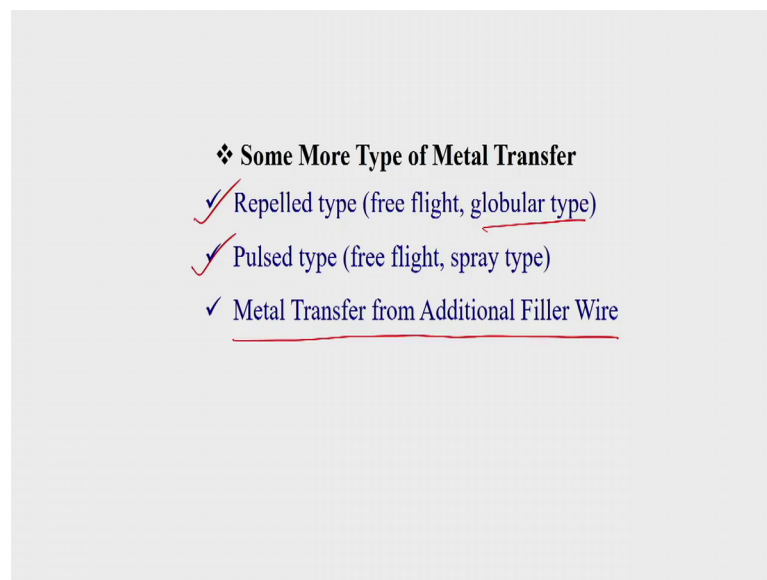 ❖ Some More Type of Metal Transfer
✓ Repelled type (free flight, globular type)
✓ Pulsed type (free flight, spray type)
✓ Metal Transfer from Additional Filler Wire